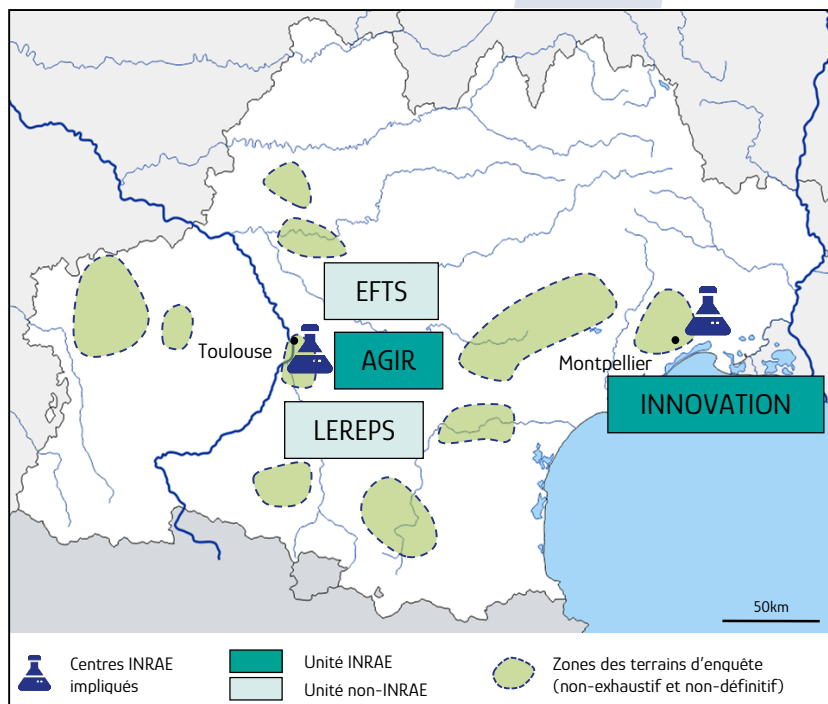 EFTS
Toulouse
AGIR
Montpellier
INNOVATION
LEREPS
50km
Centres INRAE
impliqués
Unité INRAE
Unité non-INRAE
Zones des terrains d'enquête
(non-exhaustif et non-définitif)